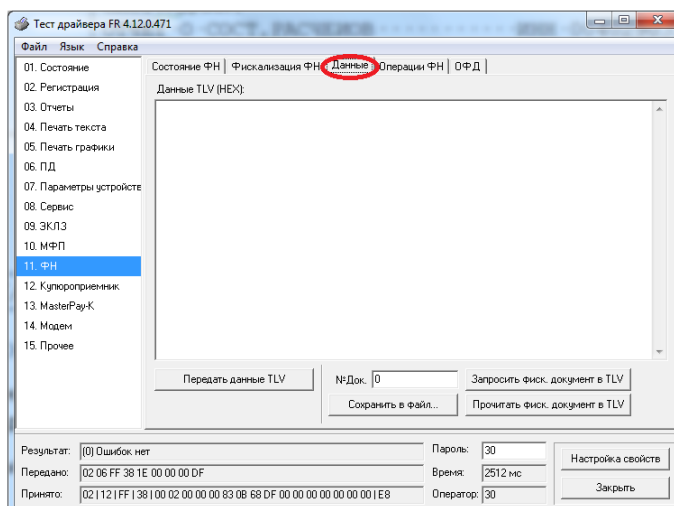 Тест драйвера FR 4.12.0.471
Файл Язык Справка
01. Состояние
02. Регистрация
03. Отчеты
04. Печать текста
05. Печать графики
06. ПД
07. Параметры устройств
08. Сервис
09. ЭКЛЗ
10. МФП
11. ФН
12. Купюроприемник
13. MasterPay-K
14. Модем
15. Прочее
Состояние ФН Фискализация ФН Данные Операции ФН ОФД
Данные TLV (HEX):
Передать данные TLV
№Док. 0
Запросить фиск. документ в TLV
Сохранить в файл...
Прочитать фиск. документ в TLV
Результат: (0) Ошибок нет
Пароль: 30
Настройка свойств
Передано: 02 06 FF 38 1E 00 00 00 DF
Время: 2512 мс
Принято: 02 | 12 | FF | 38 | 00 02 00 00 00 83 0B 68 DF 00 00 00 00 00 00 00 | E8
Оператор: 30
Закрыть